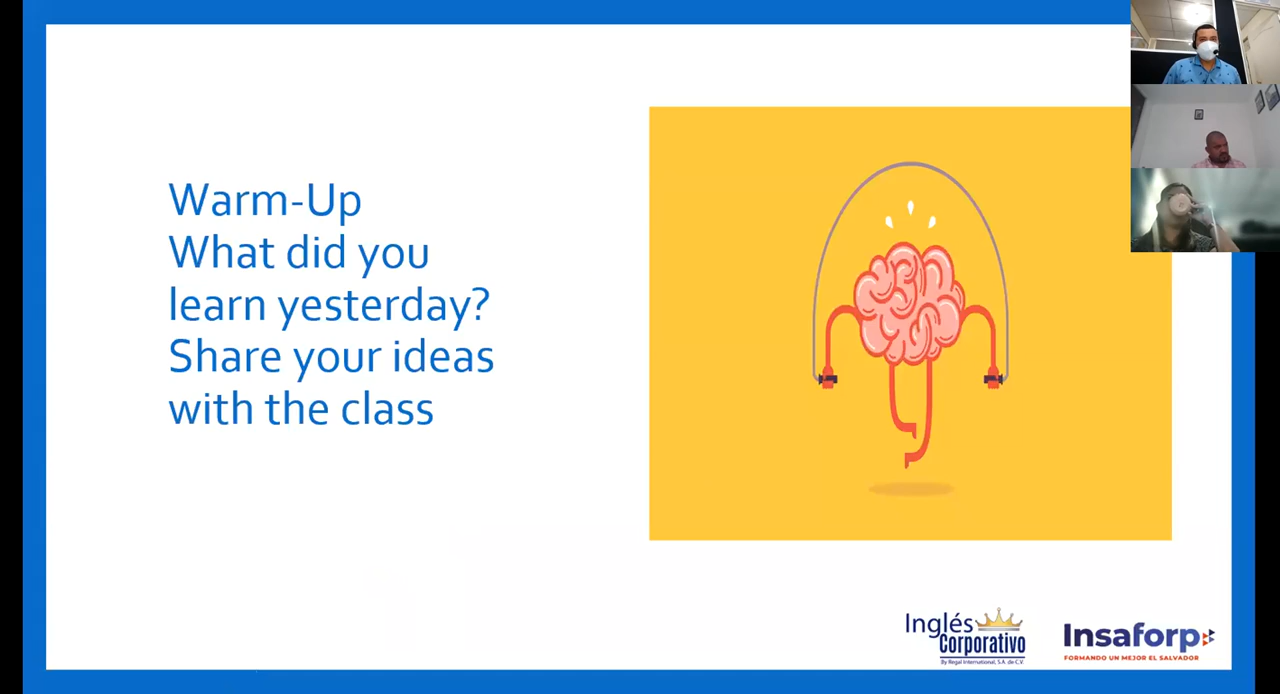 Warm-Up
What did you
learn yesterday?
Share your ideas
with the class
Inglés
Corporativo
By Regal International, S.A. de C.V.
Insaforp
FORMANDO UN MEJOR EL SALVADOR